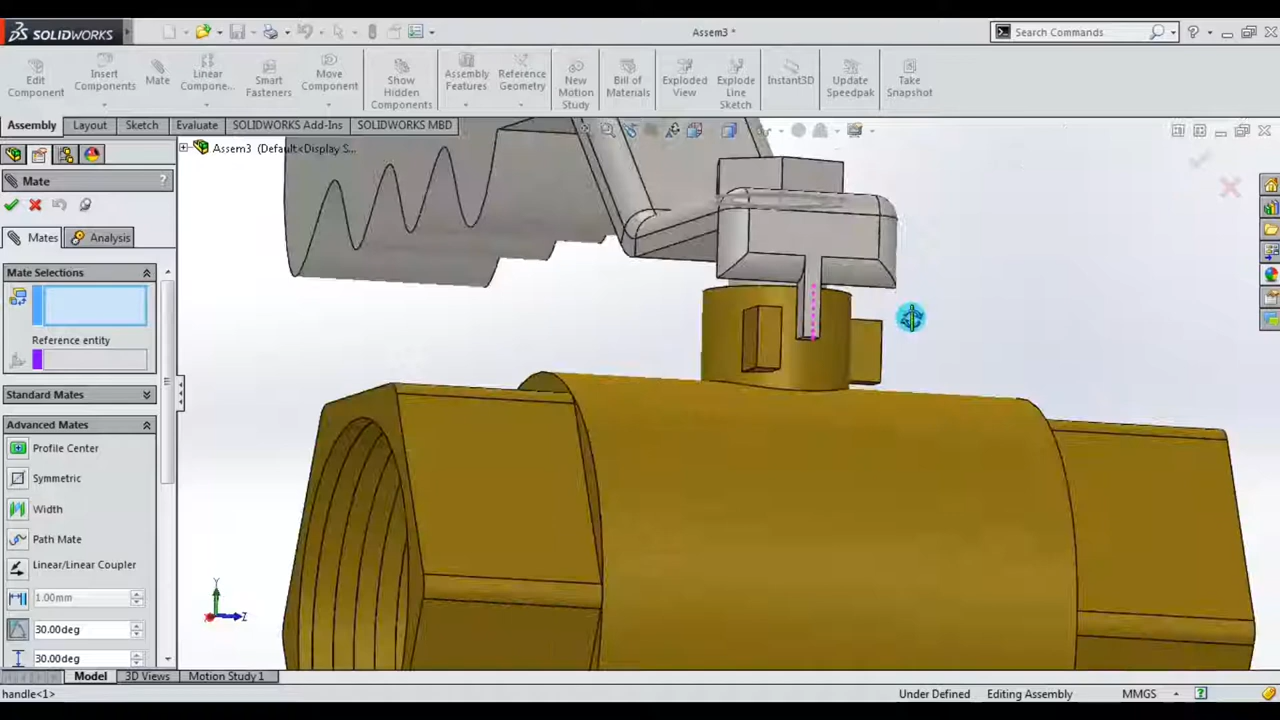 SOLIDWORKS
Assem3 *
Search Commands
Edit Component
Insert Components
Mate
Linear Compone...
Smart Fasteners
Move Component
Show Hidden Components
Assembly Features
Reference Geometry
New Motion Study
Bill of Materials
Exploded View
Explode Line Sketch
Instant3D
Update Speedpak
Take Snapshot
Assembly
Layout
Sketch
Evaluate
SOLIDWORKS Add-Ins
SOLIDWORKS MBD
Assem3 (Default<Display S...
Mate
?
Mates
Analysis
Mate Selections
Reference entity
Standard Mates
Advanced Mates
Profile Center
Symmetric
Width
Path Mate
Linear/Linear Coupler
1.00mm
30.00deg
30.00deg
Y
Z
Model
3D Views
Motion Study 1
handle<1>
Under Defined
Editing Assembly
MMGS
?